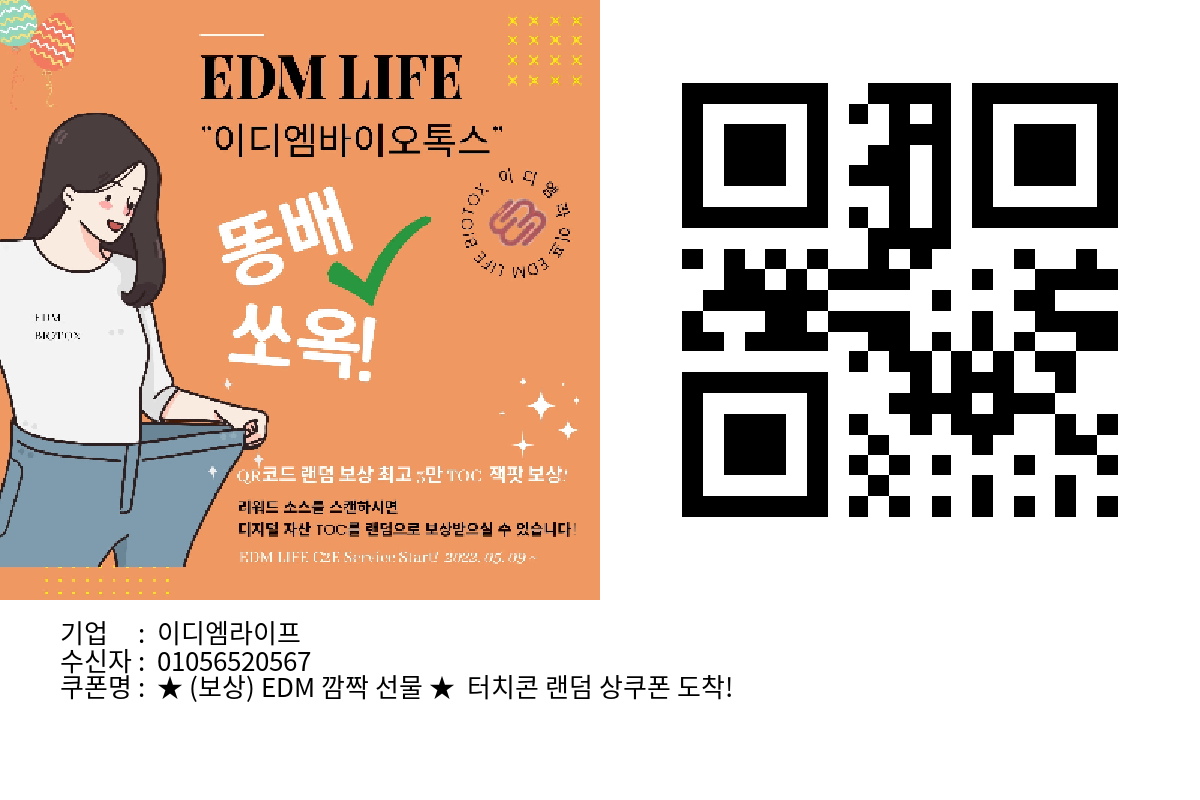 EDM LIFE
"이디엠바이오톡스"
이디엠라이프 EDM LIFE BIOTOX
똥배
쏘옥!
EDM
BIOTOX
QR코드 랜덤 보상 최고 5만 TOC 잭팟 보상!
리워드 소스를 스캔하시면
디지털 자산 TOC를 랜덤으로 보상받으실 수 있습니다!
EDM LIFE C2E Service Start! 2022. 05. 09 ~
기업 : 이디엠라이프
수신자 : 01056520567
쿠폰명 : ★ (보상) EDM 깜짝 선물 ★ 터치콘 랜덤 상쿠폰 도착!